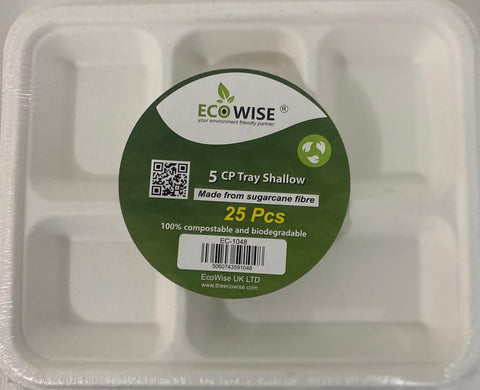 ECOWISE ®
your environment friendly partner
5 CP Tray Shallow
Made from sugarcane fibre
25 Pcs
100% compostable and biodegradable
EC-1048
5060743591048
EcoWise UK LTD
www.theecowise.com